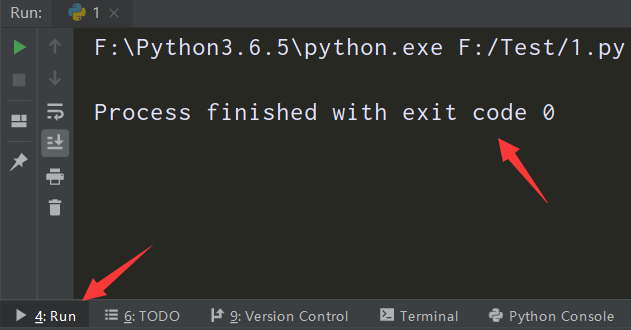 Run: 1
F:\Python3.6.5\python.exe F:/Test/1.py
Process finished with exit code 0
4: Run 6: TODO 9: Version Control Terminal Python Console